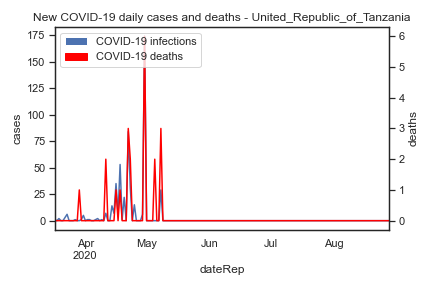 New COVID-19 daily cases and deaths - United_Republic_of_Tanzania
COVID-19 infections
COVID-19 deaths
175
150
125
100
75
50
25
0
cases
6
5
4
3
2
1
0
deaths
Apr
2020
May
Jun
Jul
Aug
dateRep